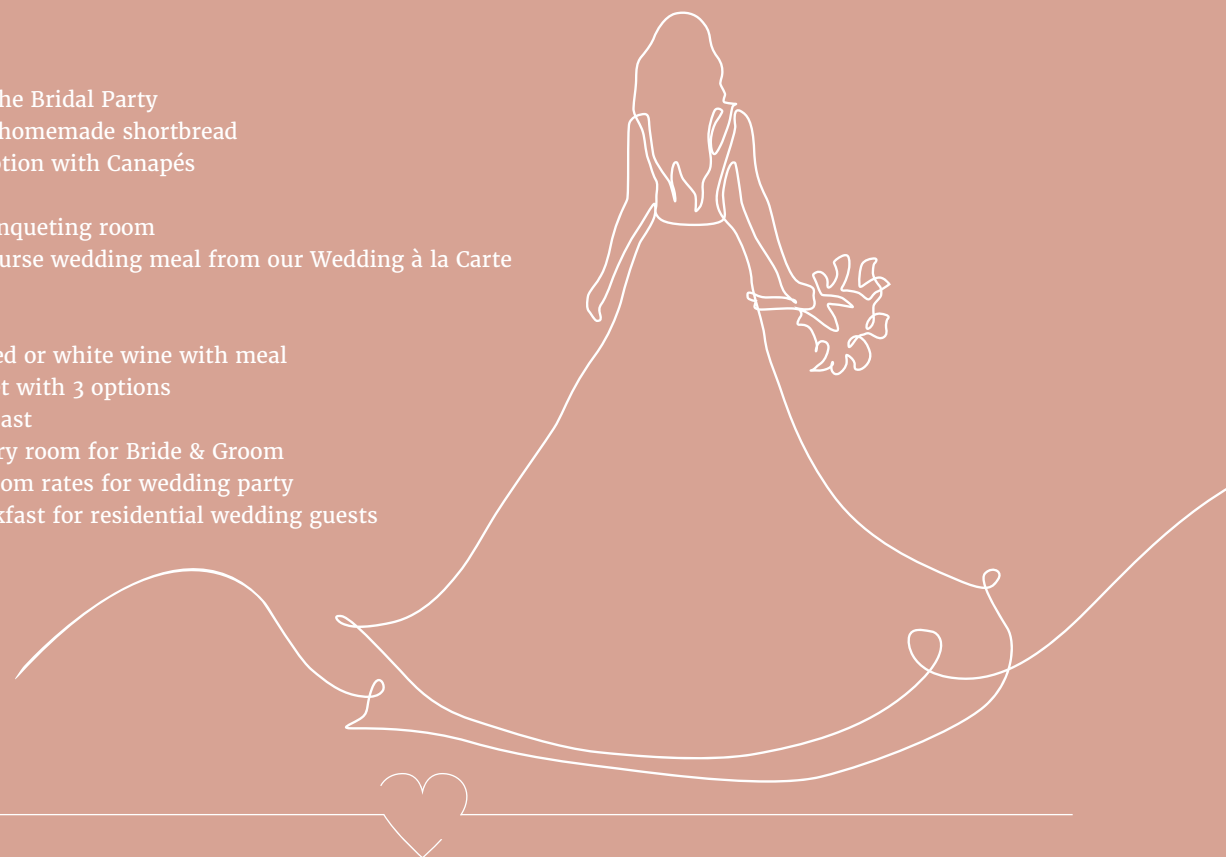 he Bridal Party
homemade shortbread
tion with Canapés
nqueting room
urse wedding meal from our Wedding à la Carte
ed or white wine with meal
t with 3 options
ast
ry room for Bride & Groom
om rates for wedding party
kfast for residential wedding guests